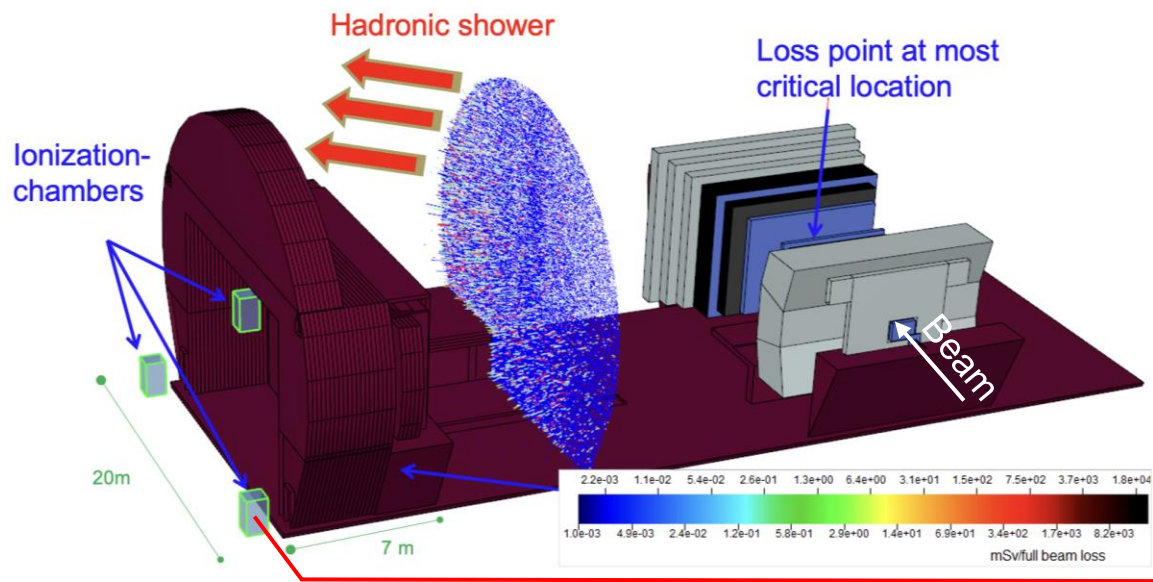 Hadronic shower
Loss point at most
critical location
Ionization-
chambers
Beam
20m
7 m
2.2e-03 1.1e-02 5.4e-02 2.6e-01 1.3e+00 6.4e+00 3.1e+01 1.5e+02 7.5e+02 3.7e+03 1.8e+04
1.0e-03 4.9e-03 2.4e-02 1.2e-01 5.8e-01 2.9e+00 1.4e+01 6.9e+01 3.4e+02 1.7e+03 8.2e+03
mSv/full beam loss